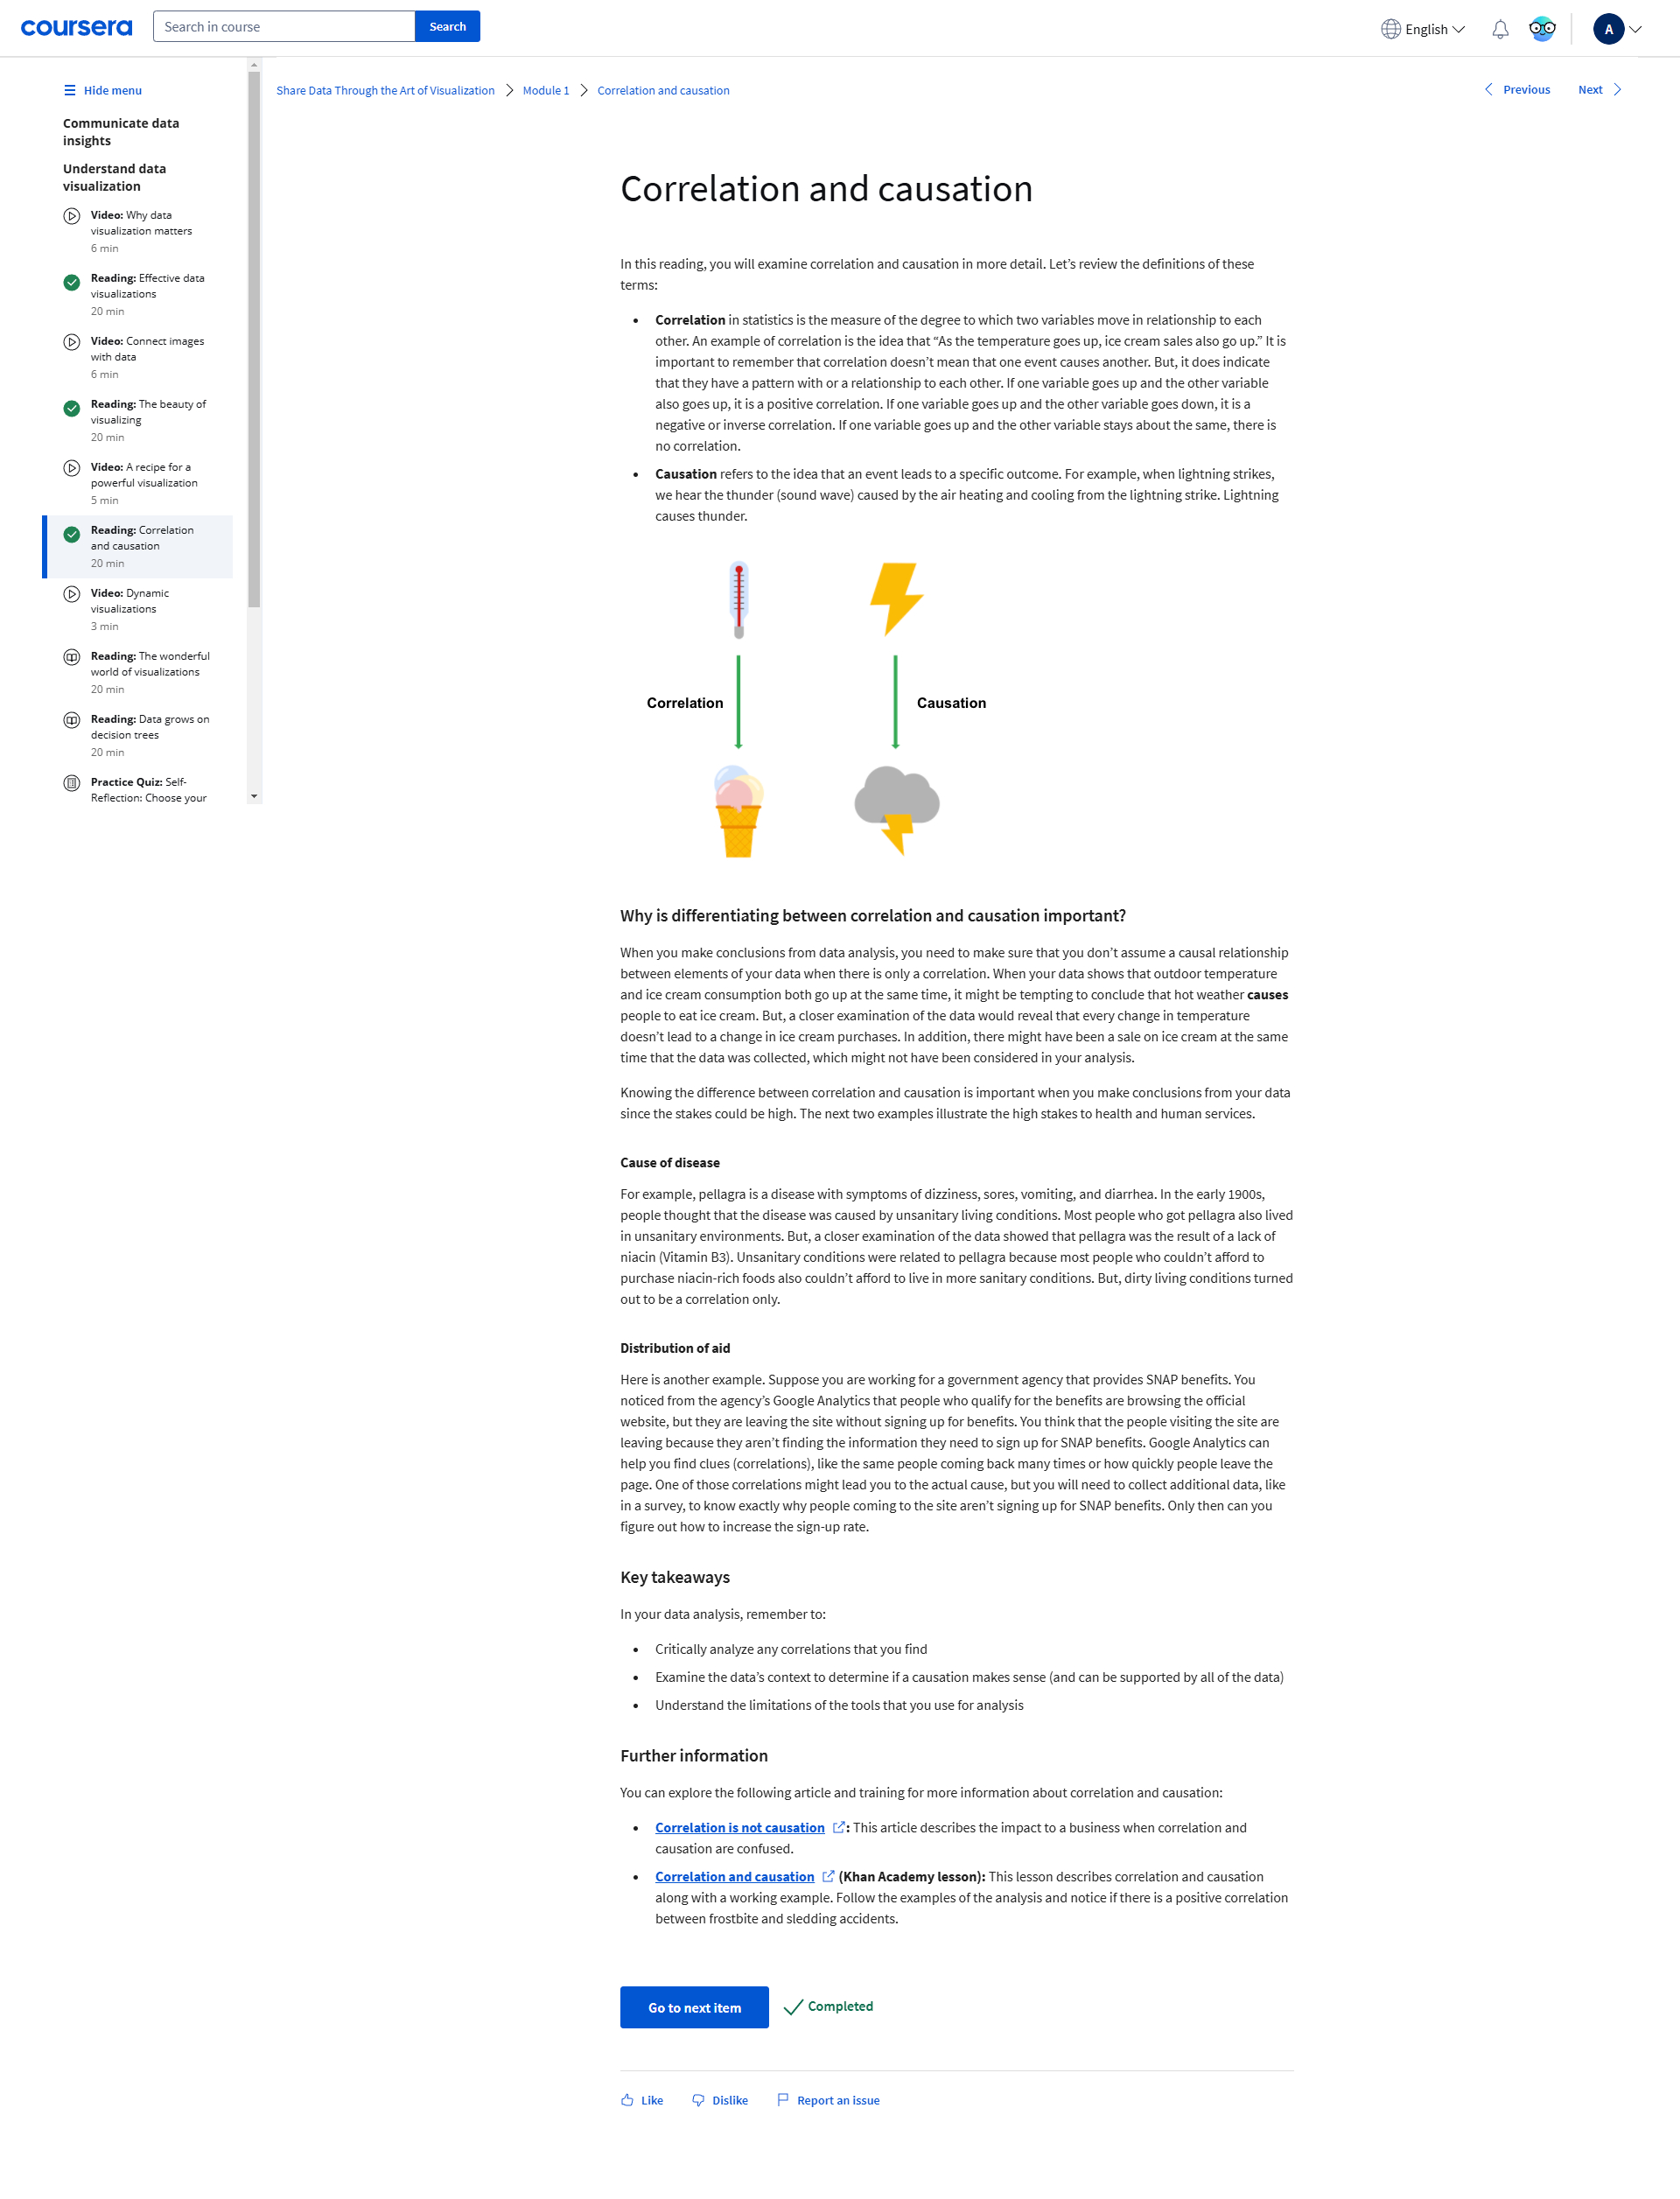 coursera
Search in course
Search
English
A
Hide menu
Communicate data
insights
Understand data
visualization
Video: Why data
visualization matters
6 min
Reading: Effective data
visualizations
20 min
Video: Connect images
with data
6 min
Reading: The beauty of
visualizing
20 min
Video: A recipe for a
powerful visualization
5 min
Reading: Correlation
and causation
20 min
Video: Dynamic
visualizations
3 min
Reading: The wonderful
world of visualizations
20 min
Reading: Data grows on
decision trees
20 min
Practice Quiz: Self-
Reflection: Choose your
Share Data Through the Art of Visualization
Module 1
Correlation and causation
Previous
Next
Correlation and causation
In this reading, you will examine correlation and causation in more detail. Let’s review the definitions of these
terms:
• Correlation in statistics is the measure of the degree to which two variables move in relationship to each
other. An example of correlation is the idea that “As the temperature goes up, ice cream sales also go up.” It is
important to remember that correlation doesn’t mean that one event causes another. But, it does indicate
that they have a pattern with or a relationship to each other. If one variable goes up and the other variable
also goes up, it is a positive correlation. If one variable goes up and the other variable goes down, it is a
negative or inverse correlation. If one variable goes up and the other variable stays about the same, there is
no correlation.
• Causation refers to the idea that an event leads to a specific outcome. For example, when lightning strikes,
we hear the thunder (sound wave) caused by the air heating and cooling from the lightning strike. Lightning
causes thunder.
Correlation
Causation
Why is differentiating between correlation and causation important?
When you make conclusions from data analysis, you need to make sure that you don’t assume a causal relationship
between elements of your data when there is only a correlation. When your data shows that outdoor temperature
and ice cream consumption both go up at the same time, it might be tempting to conclude that hot weather causes
people to eat ice cream. But, a closer examination of the data would reveal that every change in temperature
doesn’t lead to a change in ice cream purchases. In addition, there might have been a sale on ice cream at the same
time that the data was collected, which might not have been considered in your analysis.
Knowing the difference between correlation and causation is important when you make conclusions from your data
since the stakes could be high. The next two examples illustrate the high stakes to health and human services.
Cause of disease
For example, pellagra is a disease with symptoms of dizziness, sores, vomiting, and diarrhea. In the early 1900s,
people thought that the disease was caused by unsanitary living conditions. Most people who got pellagra also lived
in unsanitary environments. But, a closer examination of the data showed that pellagra was the result of a lack of
niacin (Vitamin B3). Unsanitary conditions were related to pellagra because most people who couldn’t afford to
purchase niacin-rich foods also couldn’t afford to live in more sanitary conditions. But, dirty living conditions turned
out to be a correlation only.
Distribution of aid
Here is another example. Suppose you are working for a government agency that provides SNAP benefits. You
noticed from the agency’s Google Analytics that people who qualify for the benefits are browsing the official
website, but they are leaving the site without signing up for benefits. You think that the people visiting the site are
leaving because they aren’t finding the information they need to sign up for SNAP benefits. Google Analytics can
help you find clues (correlations), like the same people coming back many times or how quickly people leave the
page. One of those correlations might lead you to the actual cause, but you will need to collect additional data, like
in a survey, to know exactly why people coming to the site aren’t signing up for SNAP benefits. Only then can you
figure out how to increase the sign-up rate.
Key takeaways
In your data analysis, remember to:
• Critically analyze any correlations that you find
• Examine the data’s context to determine if a causation makes sense (and can be supported by all of the data)
• Understand the limitations of the tools that you use for analysis
Further information
You can explore the following article and training for more information about correlation and causation:
• Correlation is not causation : This article describes the impact to a business when correlation and
causation are confused.
• Correlation and causation (Khan Academy lesson): This lesson describes correlation and causation
along with a working example. Follow the examples of the analysis and notice if there is a positive correlation
between frostbite and sledding accidents.
Go to next item
Completed
Like
Dislike
Report an issue